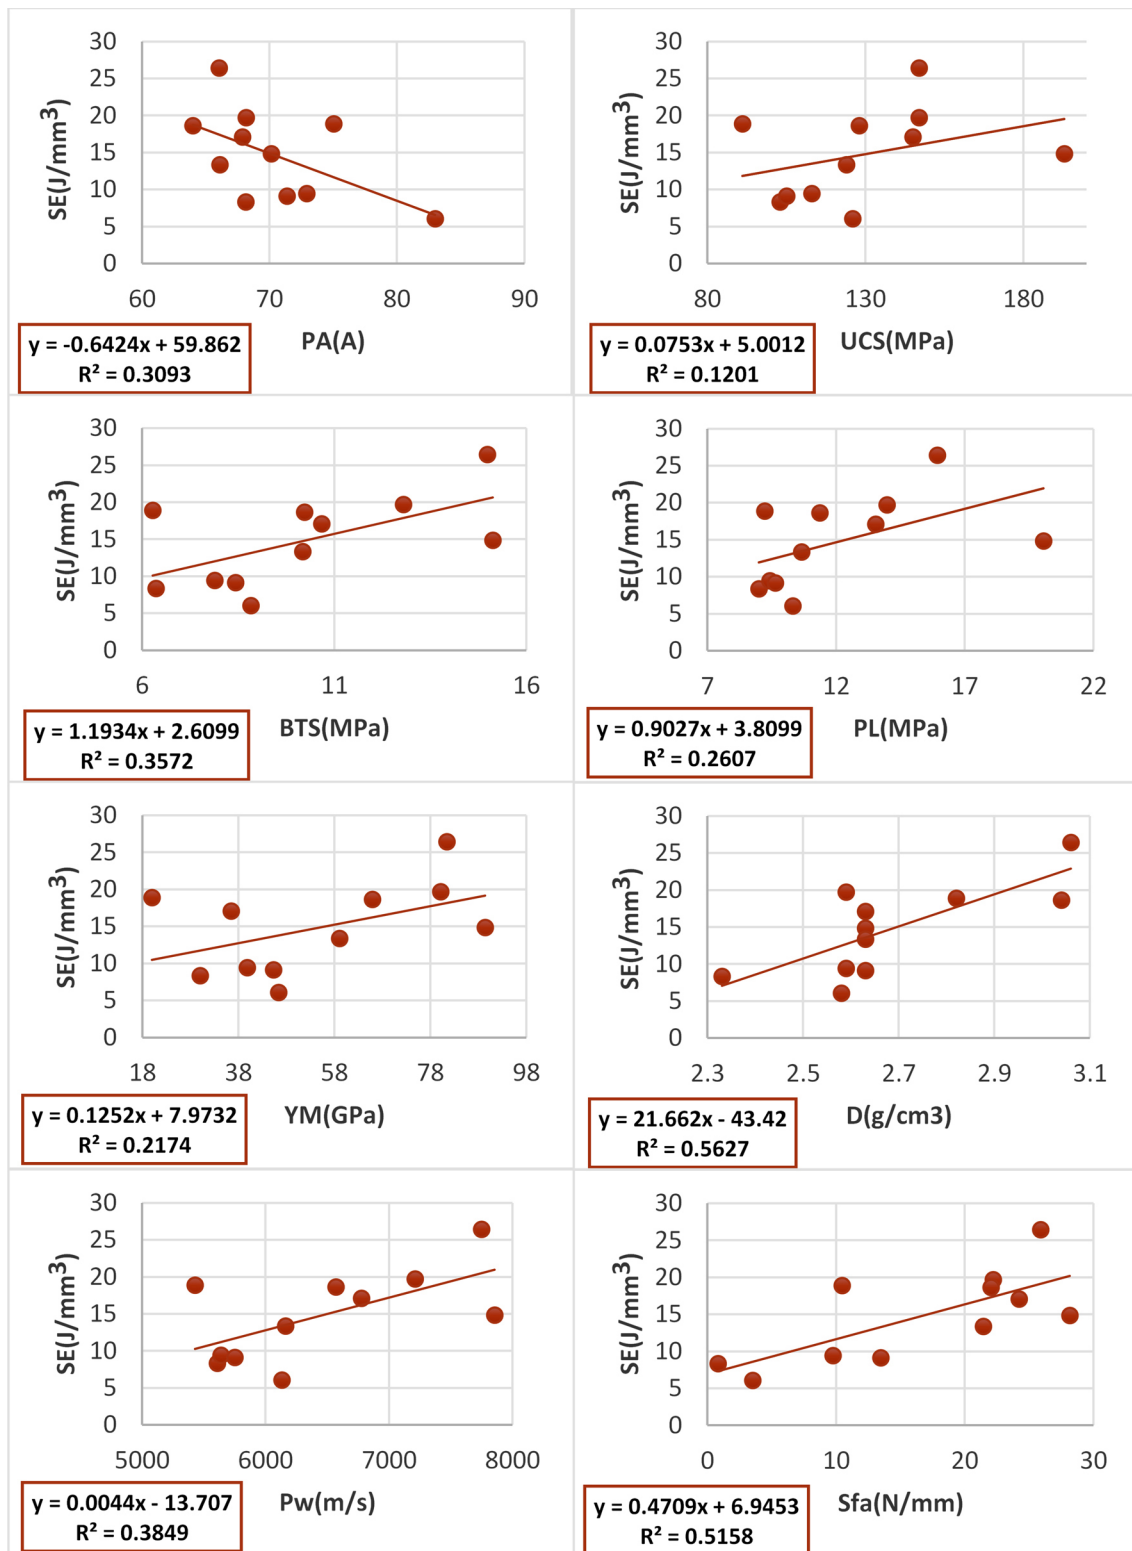 30
25
20
15
10
5
0
SE(J/mm³)
60 70 80 90
PA(A)
y = -0.6424x + 59.862
R² = 0.3093
30
25
20
15
10
5
0
SE(J/mm³)
80 130 180
UCS(MPa)
y = 0.0753x + 5.0012
R² = 0.1201
30
25
20
15
10
5
0
SE(J/mm³)
6 11 16
BTS(MPa)
y = 1.1934x + 2.6099
R² = 0.3572
30
25
20
15
10
5
0
SE(J/mm³)
7 12 17 22
PL(MPa)
y = 0.9027x + 3.8099
R² = 0.2607
30
25
20
15
10
5
0
SE(J/mm³)
18 38 58 78 98
YM(GPa)
y = 0.1252x + 7.9732
R² = 0.2174
30
25
20
15
10
5
0
SE(J/mm³)
2.3 2.5 2.7 2.9 3.1
D(g/cm3)
y = 21.662x - 43.42
R² = 0.5627
30
25
20
15
10
5
0
SE(J/mm³)
5000 6000 7000 8000
Pw(m/s)
y = 0.0044x - 13.707
R² = 0.3849
30
25
20
15
10
5
0
SE(J/mm³)
0 10 20 30
Sfa(N/mm)
y = 0.4709x + 6.9453
R² = 0.5158